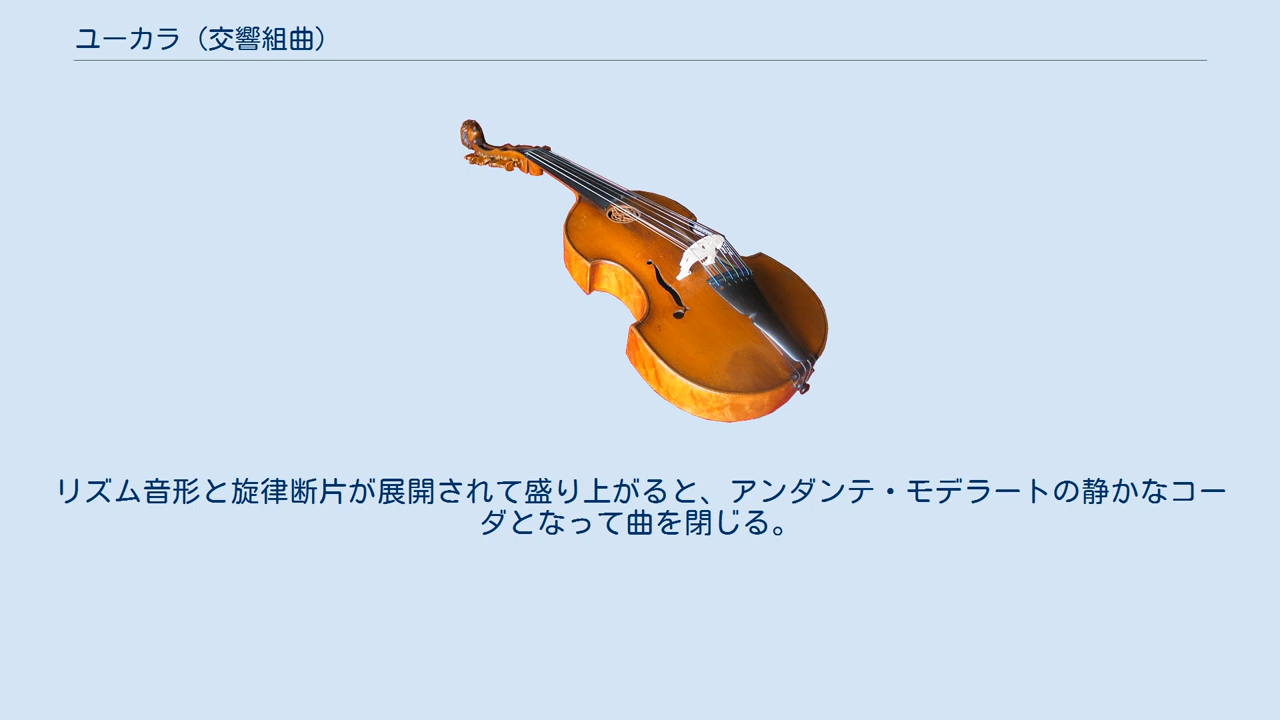 ユーカラ（交響組曲）
リズム音形と旋律断片が展開されて盛り上がると、アンダンテ・モデラートの静かなコー
ダとなって曲を閉じる。